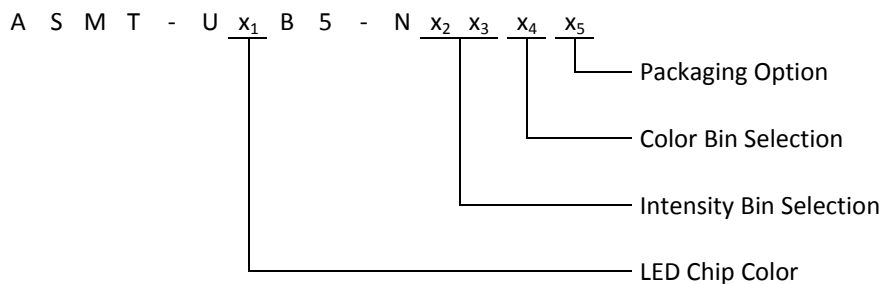 A S M T - U x₁ B 5 - N x₂ x₃ x₄ x₅
Packaging Option
Color Bin Selection
Intensity Bin Selection
LED Chip Color